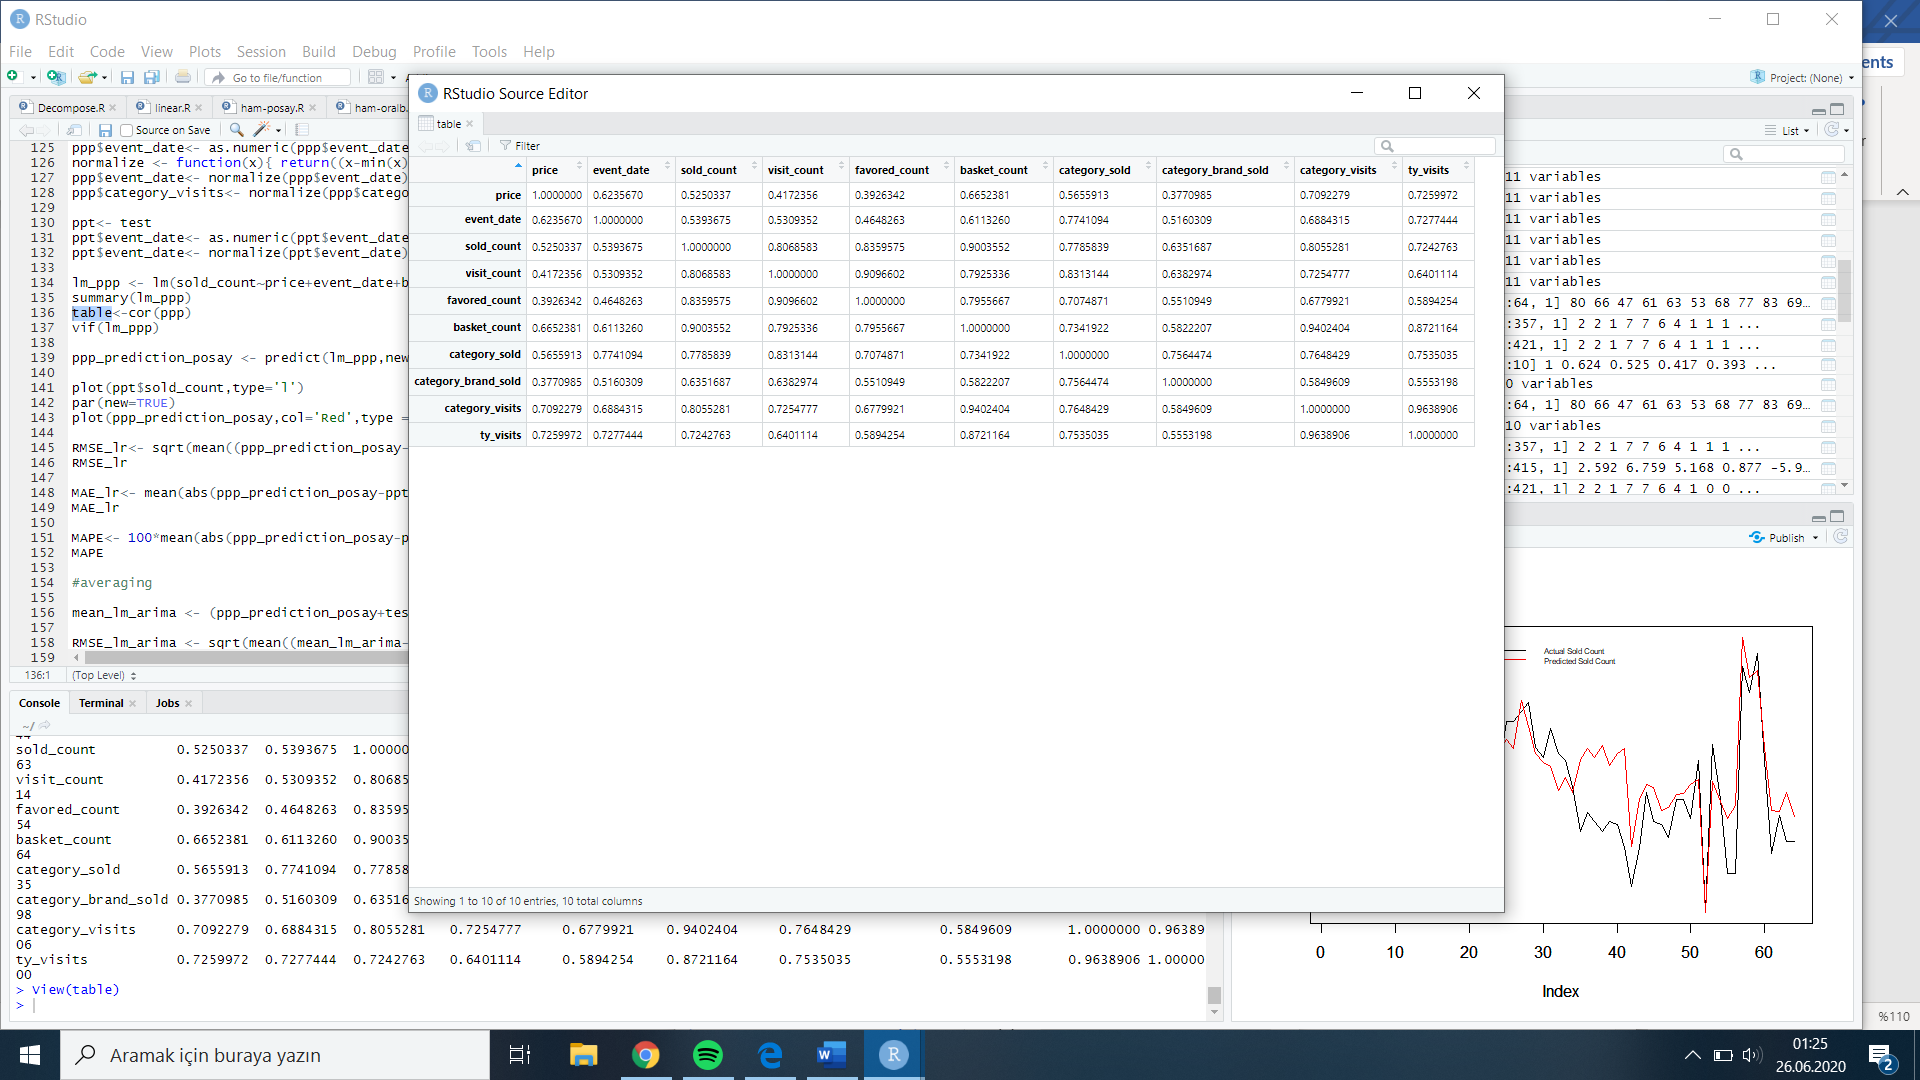 RStudio
File Edit Code View Plots Session Build Debug Profile Tools Help
Go to file/function
Project: (None)
ents
Decompose.R linear.R ham-posay.R ham-oralb.
Source on Save
125 ppp$event_date<- as.numeric(ppp$event_date
126 normalize <- function(x){ return((x-min(x)
127 ppp$event_date<- normalize(ppp$event_date)
128 ppp$category_visits<- normalize(ppp$catego
129
130 ppt<- test
131 ppt$event_date<- as.numeric(ppt$event_date
132 ppt$event_date<- normalize(ppt$event_date)
133
134 lm_ppp <- lm(sold_count~price+event_date+b
135 summary(lm_ppp)
136 table<-cor(ppp)
137 vif(lm_ppp)
138
139 ppp_prediction_posay <- predict(lm_ppp,new
140
141 plot(ppt$sold_count,type='l')
142 par(new=TRUE)
143 plot(ppp_prediction_posay,col='Red',type =
144
145 RMSE_lr<- sqrt(mean((ppp_prediction_posay-
146 RMSE_lr
147
148 MAE_lr<- mean(abs(ppp_prediction_posay-ppt
149 MAE_lr
150
151 MAPE<- 100*mean(abs(ppp_prediction_posay-p
152 MAPE
153
154 #averaging
155
156 mean_lm_arima <- (ppp_prediction_posay+tes
157
158 RMSE_lm_arima <- sqrt(mean((mean_lm_arima-
159
136:1 (Top Level)
Console Terminal Jobs
~/
44
sold_count 0.5250337 0.5393675 1.00000
63
visit_count 0.4172356 0.5309352 0.80685
14
favored_count 0.3926342 0.4648263 0.83595
54
basket_count 0.6652381 0.6113260 0.90035
64
category_sold 0.5655913 0.7741094 0.77858
35
category_brand_sold 0.3770985 0.5160309 0.63516
98
category_visits 0.7092279 0.6884315 0.8055281 0.7254777 0.6779921 0.9402404 0.7648429 0.5849609 1.0000000 0.96389
06
ty_visits 0.7259972 0.7277444 0.7242763 0.6401114 0.5894254 0.8721164 0.7535035 0.5553198 0.9638906 1.00000
00
> View(table)
>
RStudio Source Editor
table
Filter
price event_date sold_count visit_count favored_count basket_count category_sold category_brand_sold category_visits ty_visits
price 1.0000000 0.6235670 0.5250337 0.4172356 0.3926342 0.6652381 0.5655913 0.3770985 0.7092279 0.7259972
event_date 0.6235670 1.0000000 0.5393675 0.5309352 0.4648263 0.6113260 0.7741094 0.5160309 0.6884315 0.7277444
sold_count 0.5250337 0.5393675 1.0000000 0.8068583 0.8359575 0.9003552 0.7785839 0.6351687 0.8055281 0.7242763
visit_count 0.4172356 0.5309352 0.8068583 1.0000000 0.9096602 0.7925336 0.8313144 0.6382974 0.7254777 0.6401114
favored_count 0.3926342 0.4648263 0.8359575 0.9096602 1.0000000 0.7955667 0.7074871 0.5510949 0.6779921 0.5894254
basket_count 0.6652381 0.6113260 0.9003552 0.7925336 0.7955667 1.0000000 0.7341922 0.5822207 0.9402404 0.8721164
category_sold 0.5655913 0.7741094 0.7785839 0.8313144 0.7074871 0.7341922 1.0000000 0.7564474 0.7648429 0.7535035
category_brand_sold 0.3770985 0.5160309 0.6351687 0.6382974 0.5510949 0.5822207 0.7564474 1.0000000 0.5849609 0.5553198
category_visits 0.7092279 0.6884315 0.8055281 0.7254777 0.6779921 0.9402404 0.7648429 0.5849609 1.0000000 0.9638906
ty_visits 0.7259972 0.7277444 0.7242763 0.6401114 0.5894254 0.8721164 0.7535035 0.5553198 0.9638906 1.0000000
Showing 1 to 10 of 10 entries, 10 total columns
List
11 variables
11 variables
11 variables
11 variables
11 variables
11 variables
:64, 1] 80 66 47 61 63 53 68 77 83 69…
:357, 1] 2 2 1 7 7 6 4 1 1 1 ...
:421, 1] 2 2 1 7 7 6 4 1 1 1 ...
:10] 1 0.624 0.525 0.417 0.393 ...
0 variables
:64, 1] 80 66 47 61 63 53 68 77 83 69…
10 variables
:357, 1] 2 2 1 7 7 6 4 1 1 1 ...
:415, 1] 2.592 6.759 5.168 0.877 -5.9…
:421, 1] 2 2 1 7 7 6 4 1 0 0 ...
Publish
Actual Sold Count
Predicted Sold Count
0 10 20 30 40 50 60
Index
%110
Aramak için buraya yazın
01:25
26.06.2020
2